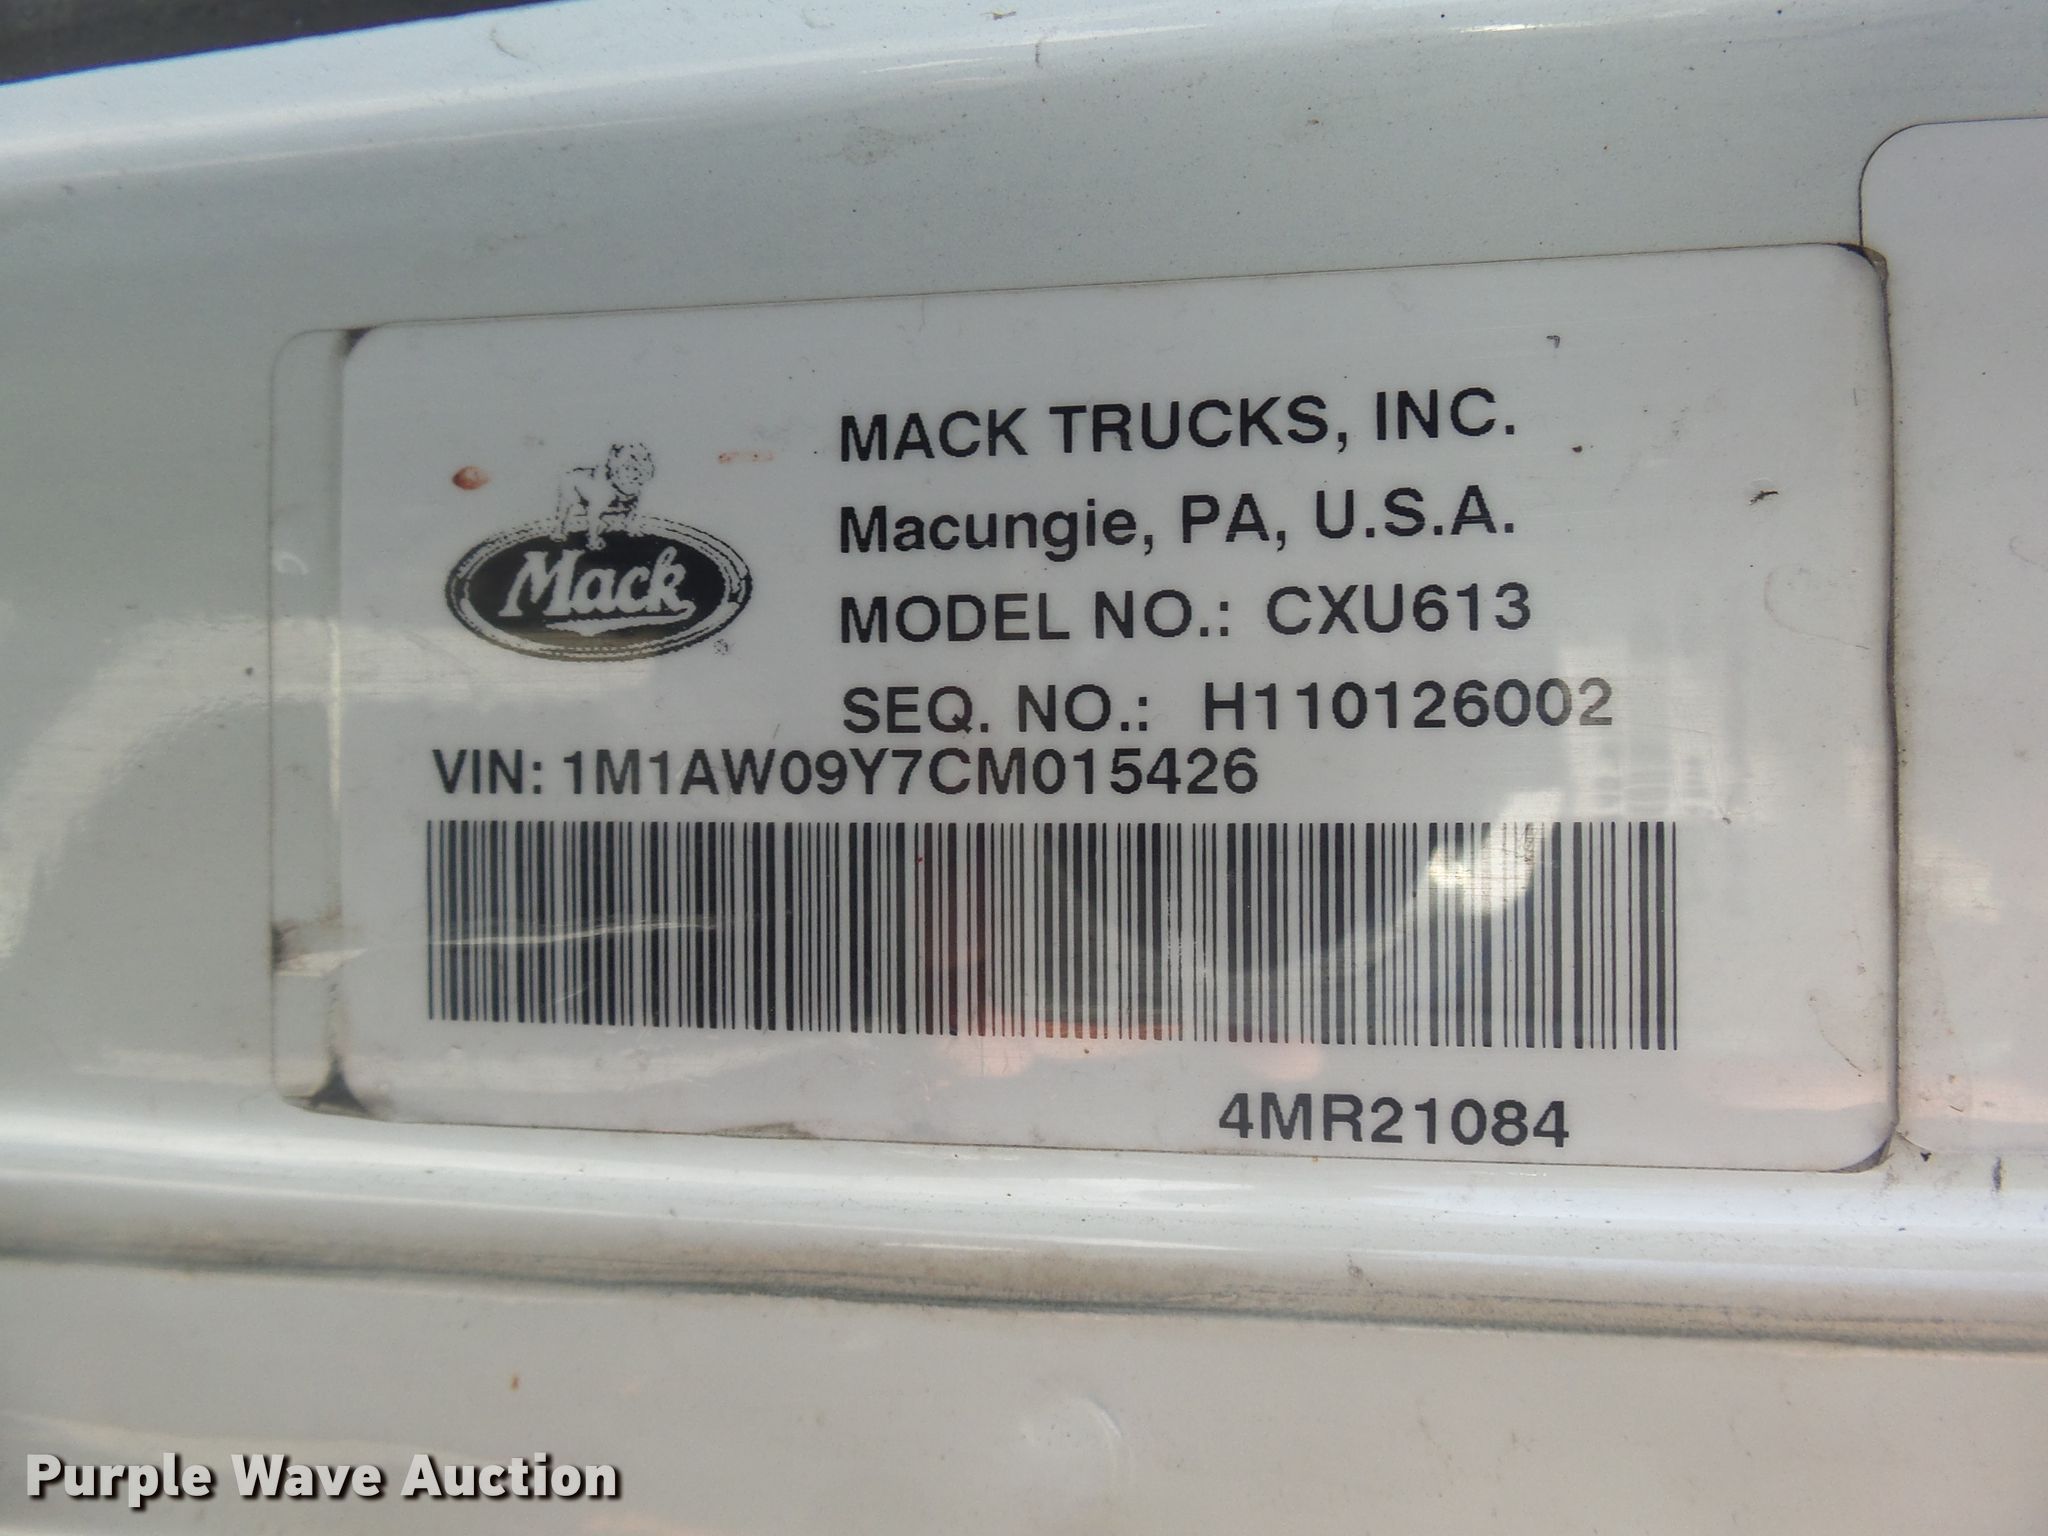 MACK TRUCKS, INC.
Macungie, PA, U.S.A.
Mack
®
MODEL NO.: CXU613
SEQ. NO.: H110126002
VIN: 1M1AW09Y7CM015426
4MR21084
Purple Wave Auction